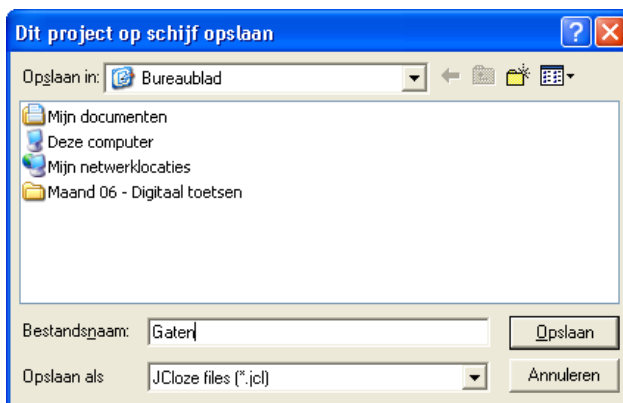 Dit project op schijf opslaan
Opslaan in: Bureaublad
Mijn documenten
Deze computer
Mijn netwerklocaties
Maand 06 - Digitaal toetsen
Bestandsnaam: Gaten Opslaan
Opslaan als JCloze files (*.jcl) Annuleren